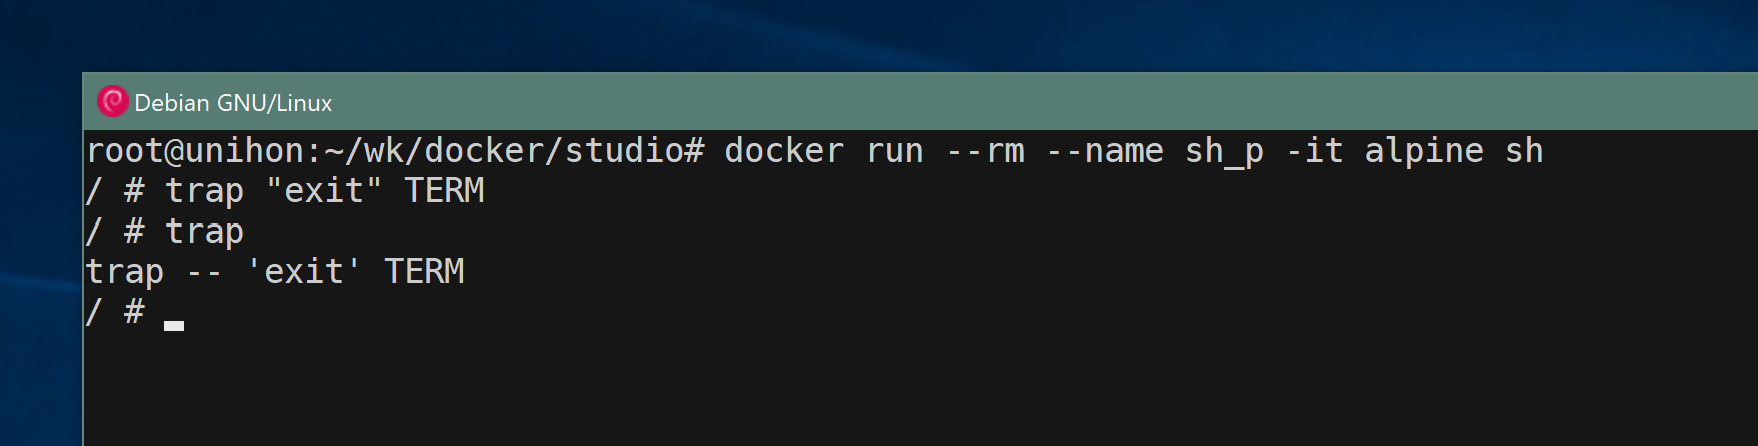 Debian GNU/Linux
root@unihon:~/wk/docker/studio# docker run --rm --name sh_p -it alpine sh
/ # trap "exit" TERM
/ # trap
trap -- 'exit' TERM
/ #